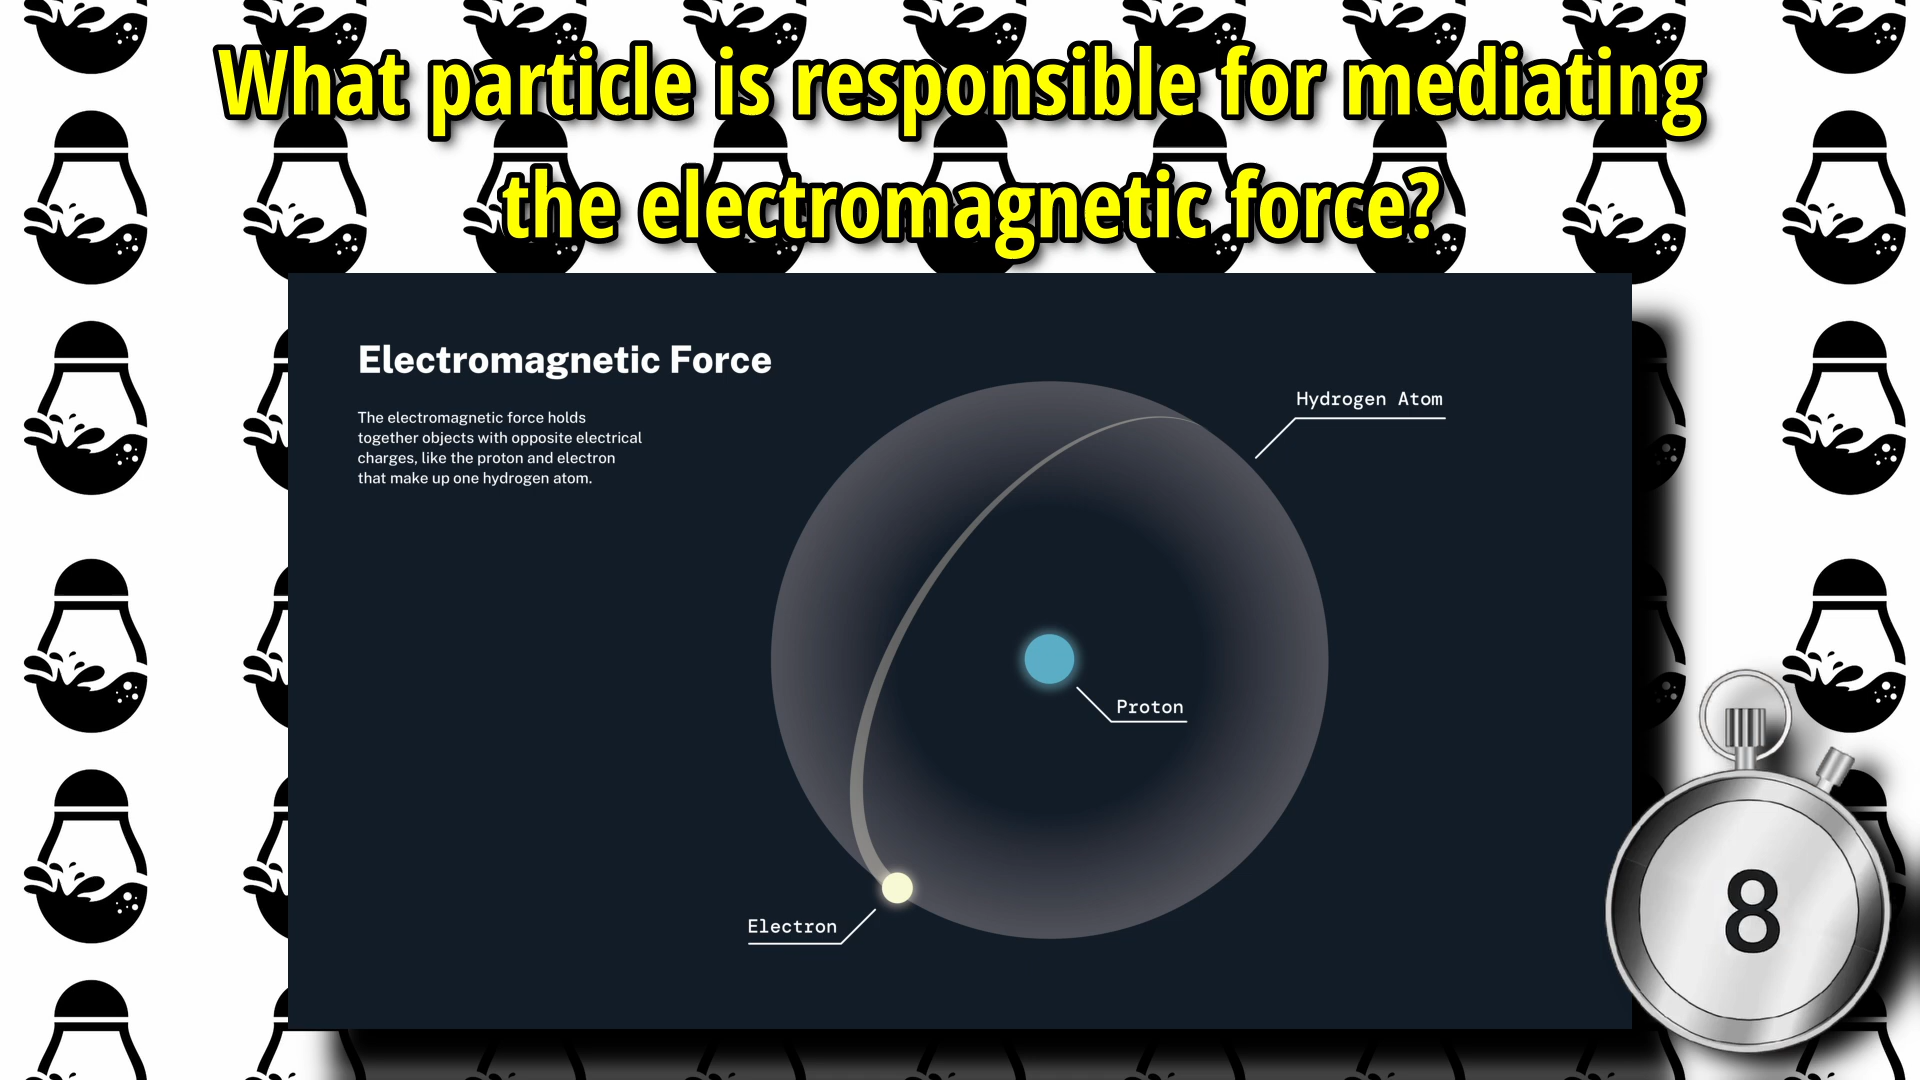 What particle is responsible for mediating
the electromagnetic force?
Electromagnetic Force
The electromagnetic force holds
together objects with opposite electrical
charges, like the proton and electron
that make up one hydrogen atom.
Hydrogen Atom
Proton
Electron
8